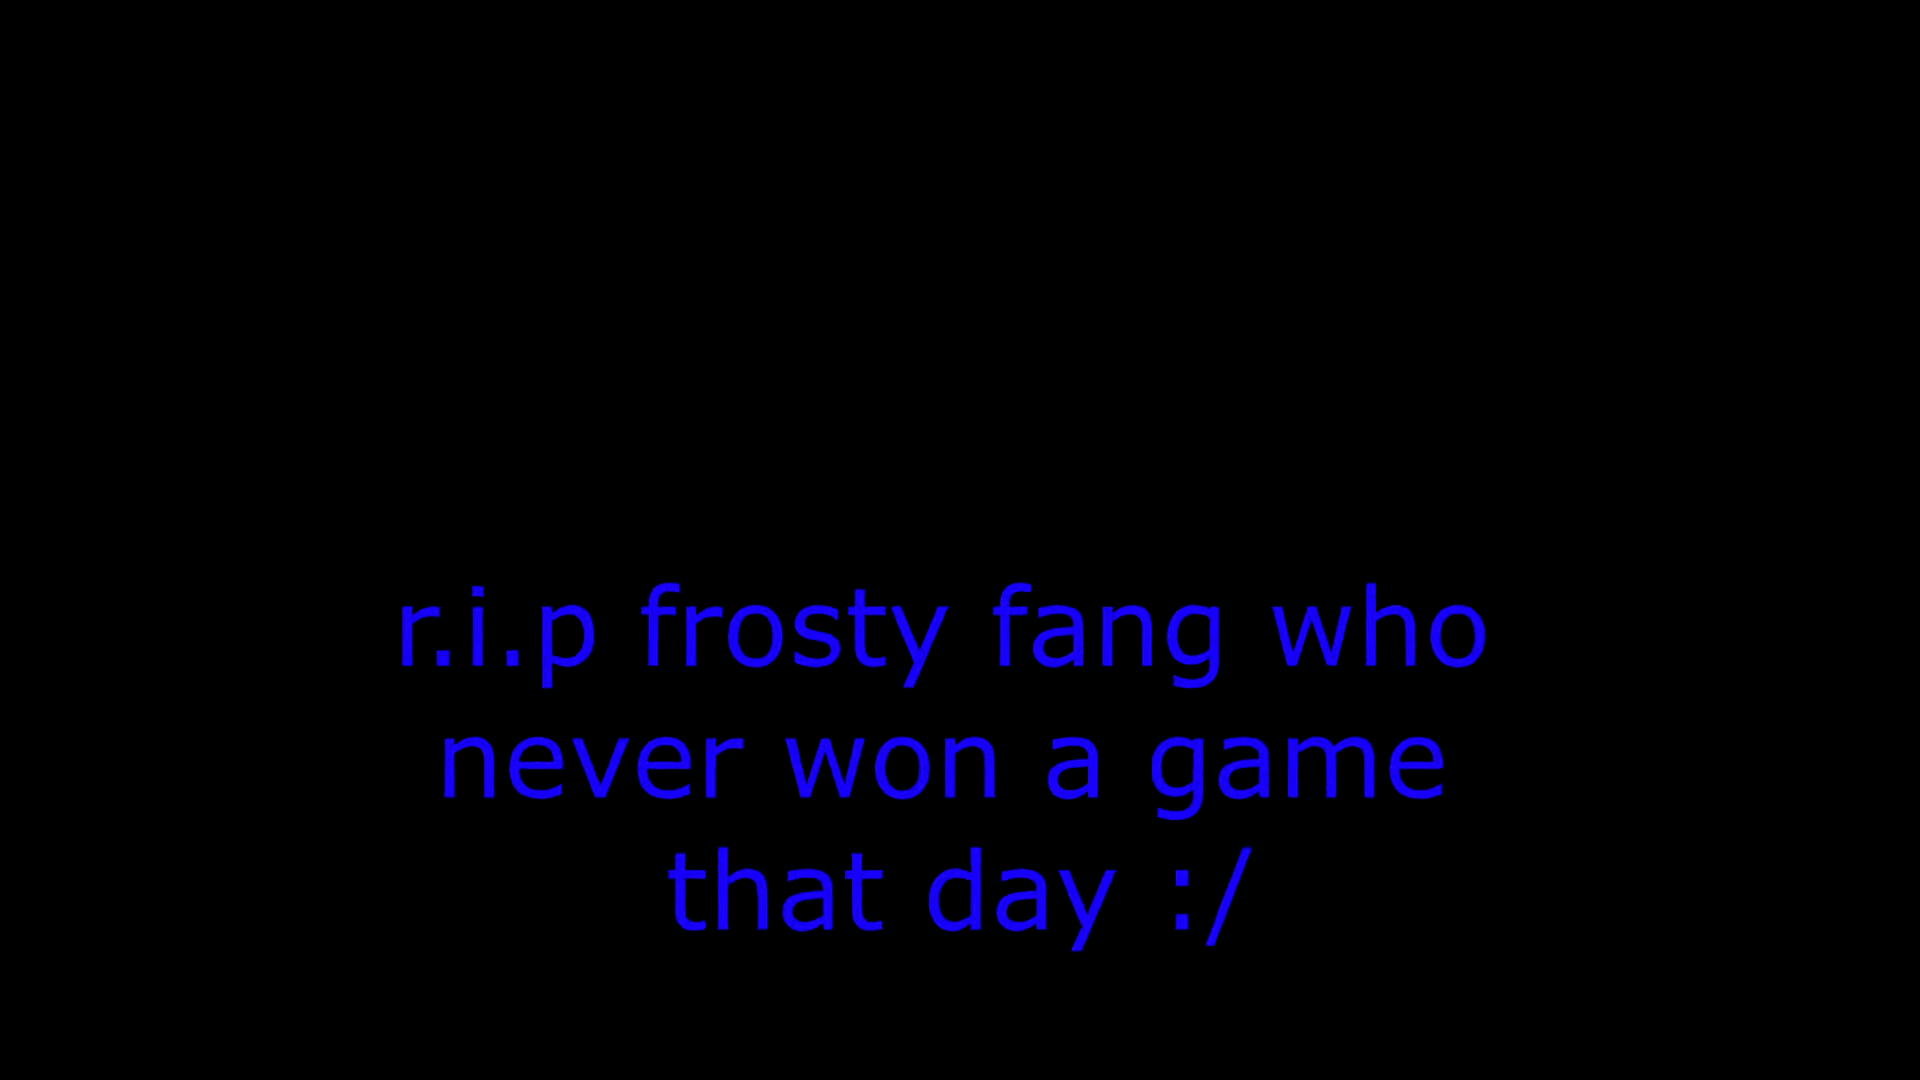 r.i.p frosty fang who
never won a game
that day :/